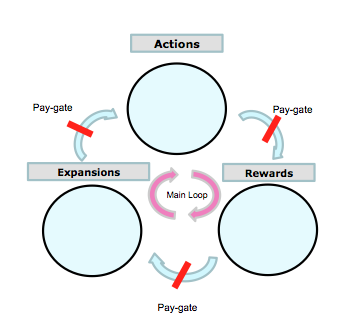 Actions
Pay-gate
Pay-gate
Expansions
Rewards
Main Loop
Pay-gate